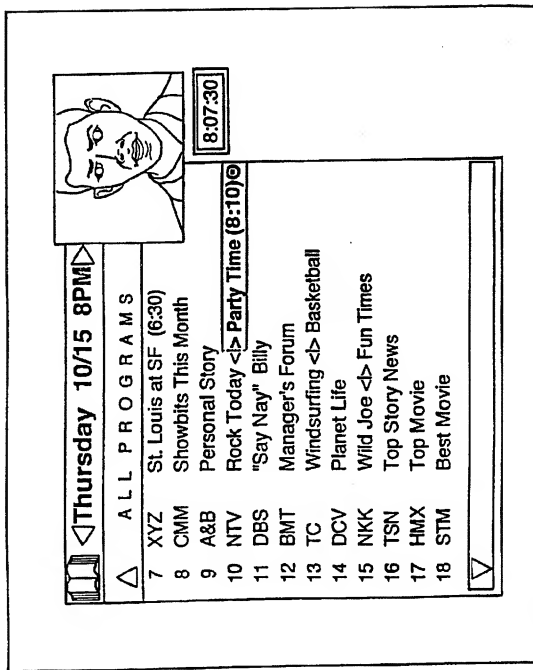 ◁Thursday 10/15 8PM▷
8:07:30
ALL PROGRAMS
7 XYZ St. Louis at SF (6:30)
8 CMM Showbits This Month
9 A&B Personal Story
10 NTV Rock Today <I> Party Time (8:10)
11 DBS "Say Nay" Billy
12 BMT Manager's Forum
13 TC Windsurfing <I> Basketball
14 DCV Planet Life
15 NKK Wild Joe <I> Fun Times
16 TSN Top Story News
17 HMX Top Movie
18 STM Best Movie